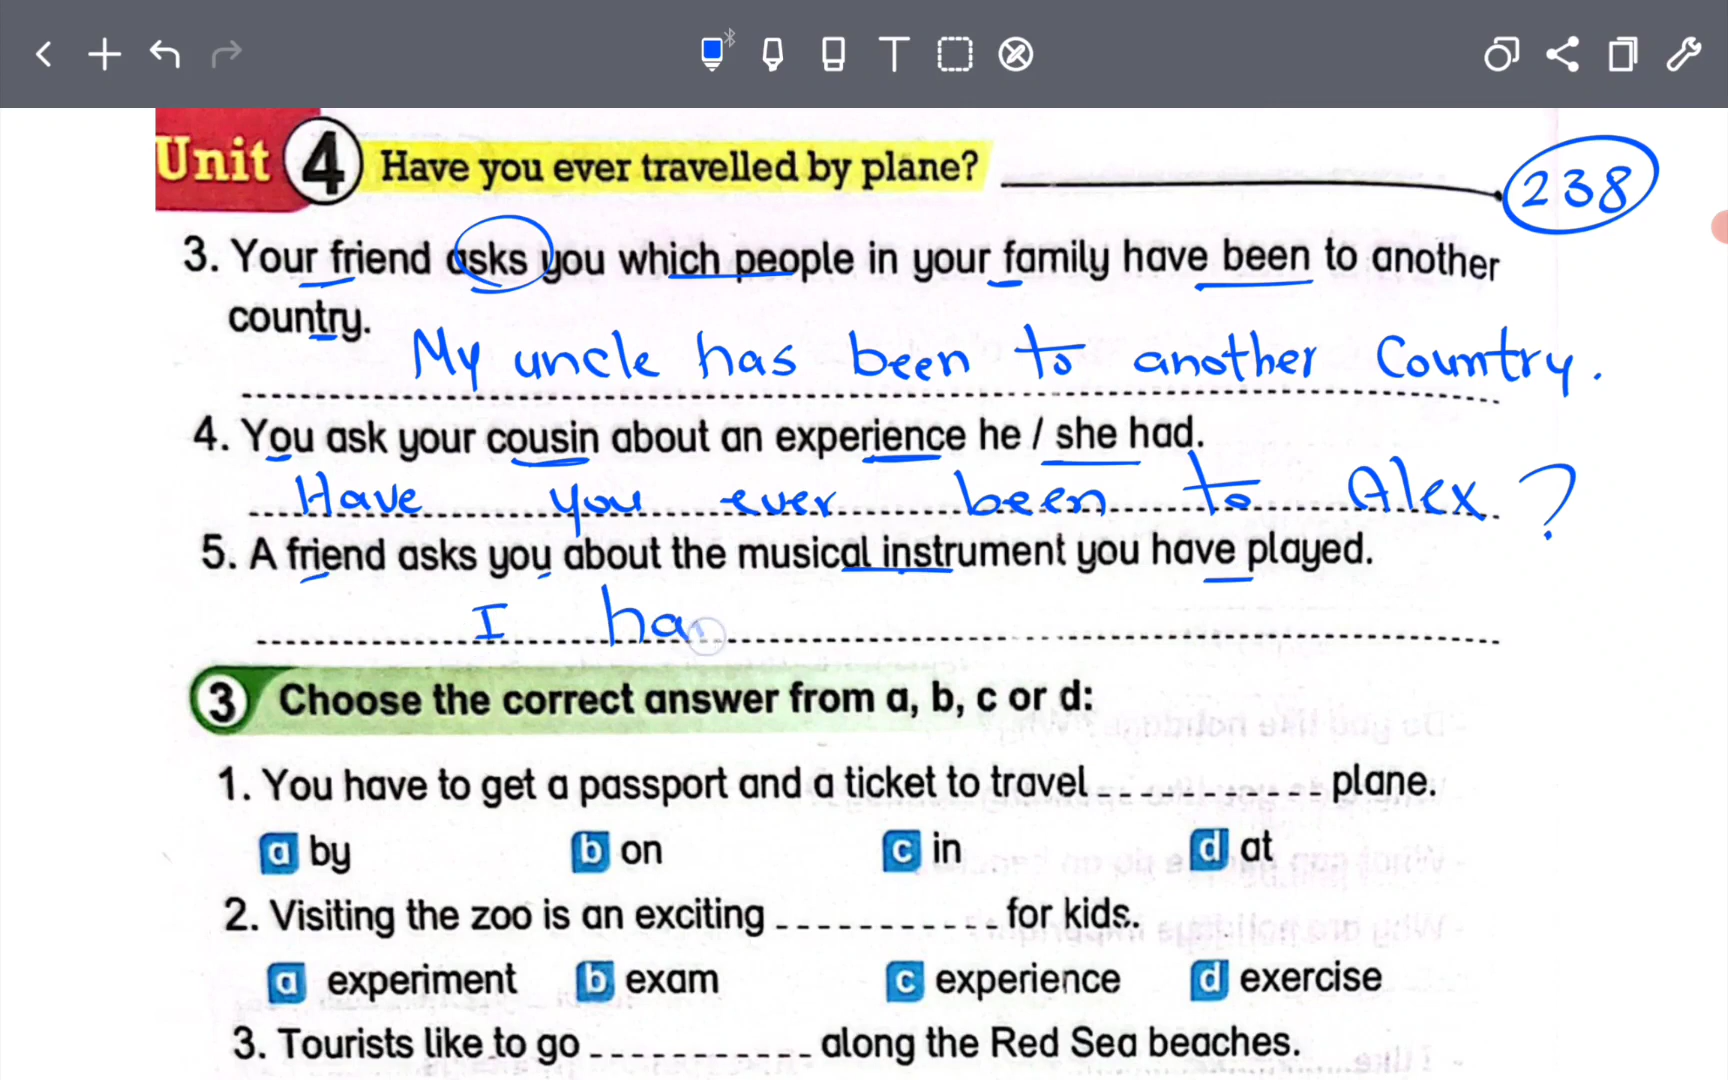 Unit 4 Have you ever travelled by plane?
238
3. Your friend asks you which people in your family have been to another
country.
My uncle has been to another Country.
4. You ask your cousin about an experience he / she had.
Have you ever been to Alex ?
5. A friend asks you about the musical instrument you have played.
I ha
3 Choose the correct answer from a, b, c or d:
1. You have to get a passport and a ticket to travel ----------- plane.
a by b on c in d at
2. Visiting the zoo is an exciting ----------- for kids.
a experiment b exam c experience d exercise
3. Tourists like to go ----------- along the Red Sea beaches.